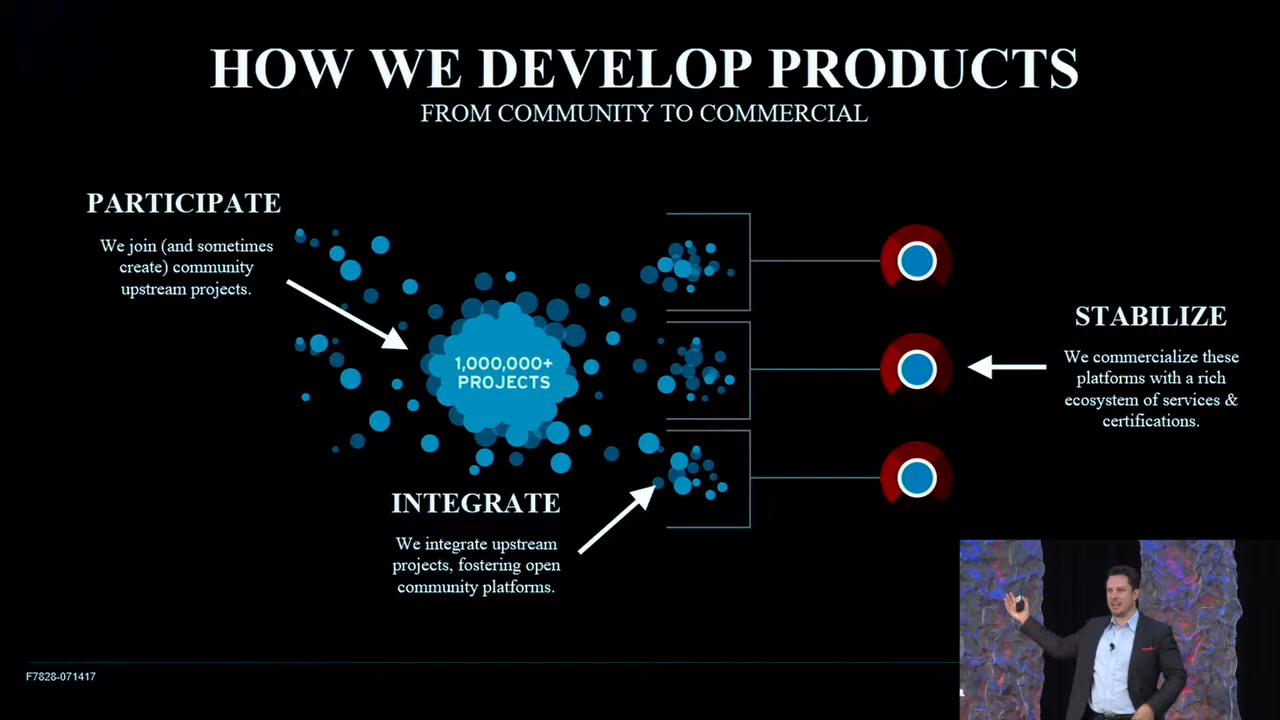 HOW WE DEVELOP PRODUCTS
FROM COMMUNITY TO COMMERCIAL
PARTICIPATE
We join (and sometimes
create) community
upstream projects.
1,000,000+
PROJECTS
INTEGRATE
We integrate upstream
projects, fostering open
community platforms.
STABILIZE
We commercialize these
platforms with a rich
ecosystem of services &
certifications.
F7828-071417